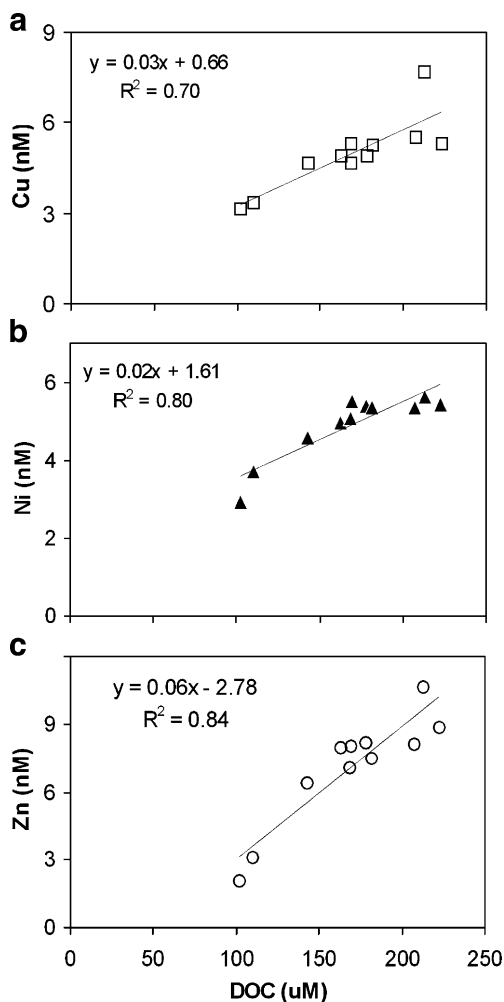 a
9
y = 0.03x + 0.66
R² = 0.70
6
Cu (nM)
3
0
b
y = 0.02x + 1.61
6
R² = 0.80
4
Ni (nM)
2
0
c
y = 0.06x - 2.78
R² = 0.84
9
6
Zn (nM)
3
0
0 50 100 150 200 250
DOC (uM)